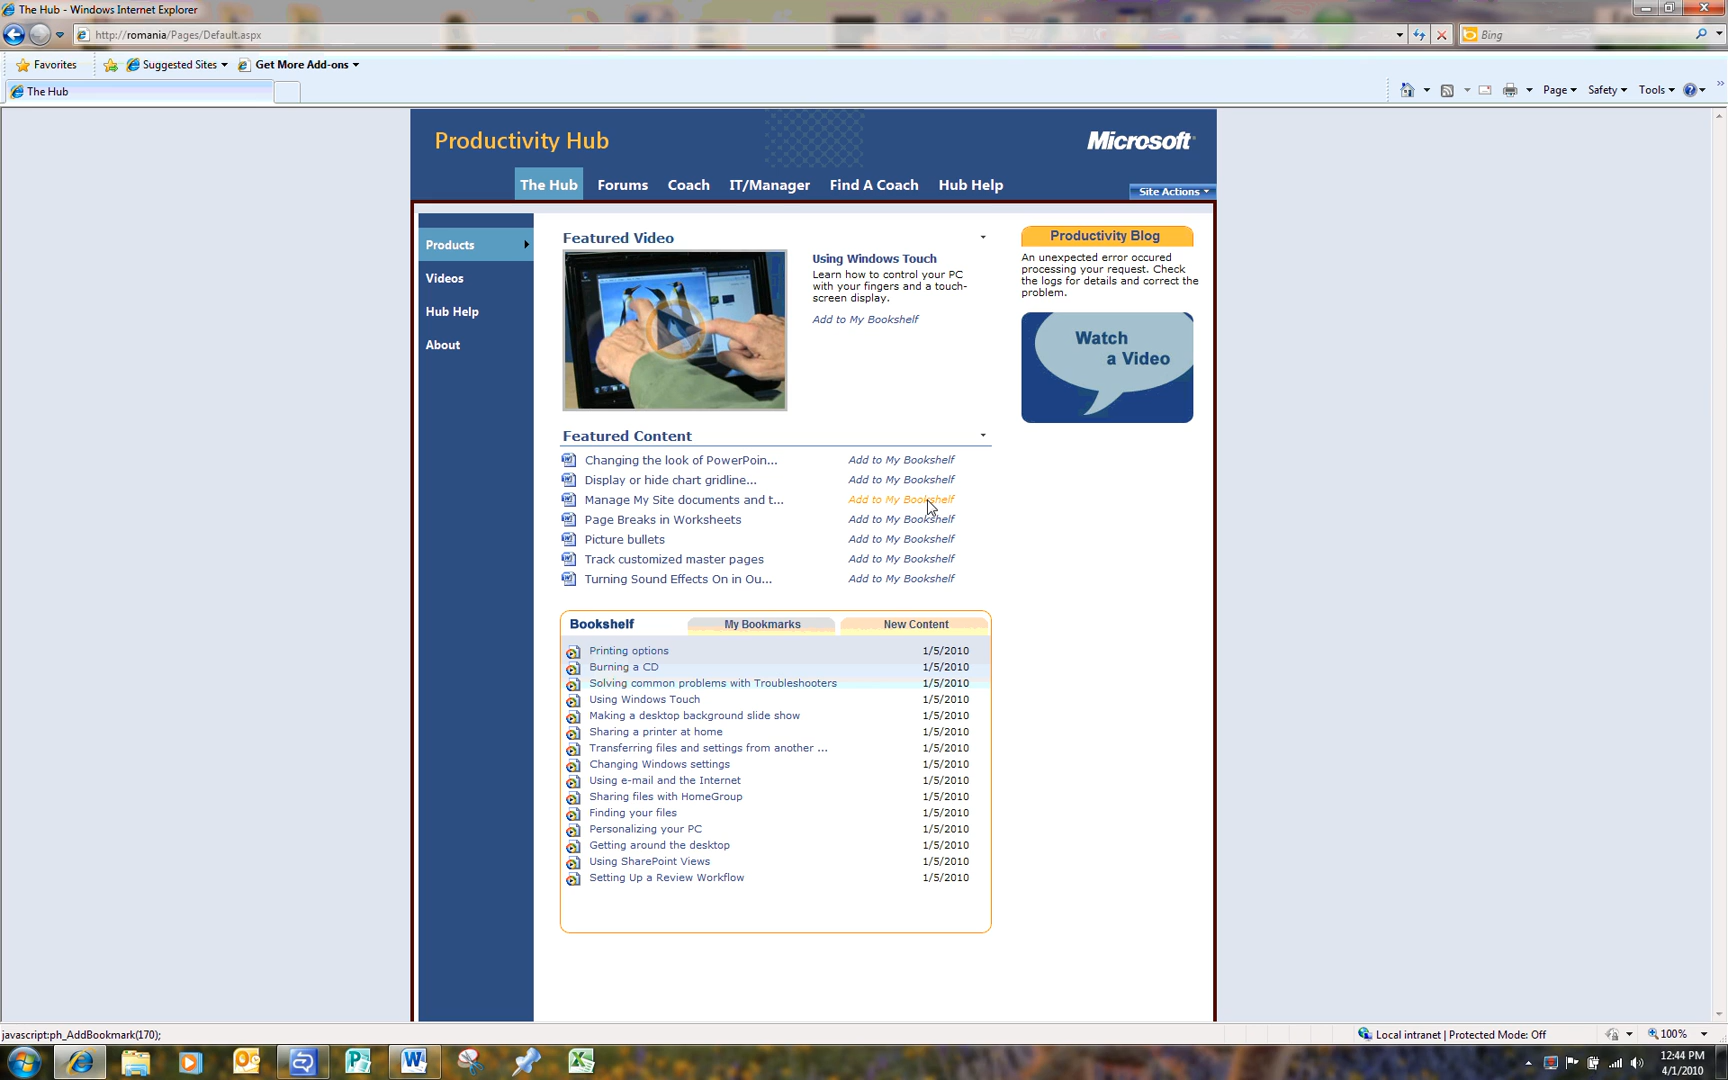 The Hub - Windows Internet Explorer
http://romania/Pages/Default.aspx
Bing
Favorites
Suggested Sites
Get More Add-ons
The Hub
Page
Safety
Tools
Productivity Hub
Microsoft
The Hub
Forums
Coach
IT/Manager
Find A Coach
Hub Help
Site Actions
Products
Videos
Hub Help
About
Featured Video
Using Windows Touch
Learn how to control your PC
with your fingers and a touch-
screen display.
Add to My Bookshelf
Productivity Blog
An unexpected error occured
processing your request. Check
the logs for details and correct the
problem.
Watch
a Video
Featured Content
Changing the look of PowerPoin... Add to My Bookshelf
Display or hide chart gridline... Add to My Bookshelf
Manage My Site documents and t... Add to My Bookshelf
Page Breaks in Worksheets Add to My Bookshelf
Picture bullets Add to My Bookshelf
Track customized master pages Add to My Bookshelf
Turning Sound Effects On in Ou... Add to My Bookshelf
Bookshelf
My Bookmarks
New Content
Printing options 1/5/2010
Burning a CD 1/5/2010
Solving common problems with Troubleshooters 1/5/2010
Using Windows Touch 1/5/2010
Making a desktop background slide show 1/5/2010
Sharing a printer at home 1/5/2010
Transferring files and settings from another ... 1/5/2010
Changing Windows settings 1/5/2010
Using e-mail and the Internet 1/5/2010
Sharing files with HomeGroup 1/5/2010
Finding your files 1/5/2010
Personalizing your PC 1/5/2010
Getting around the desktop 1/5/2010
Using SharePoint Views 1/5/2010
Setting Up a Review Workflow 1/5/2010
javascript:ph_AddBookmark(170);
Local intranet | Protected Mode: Off
100%
12:44 PM
4/1/2010